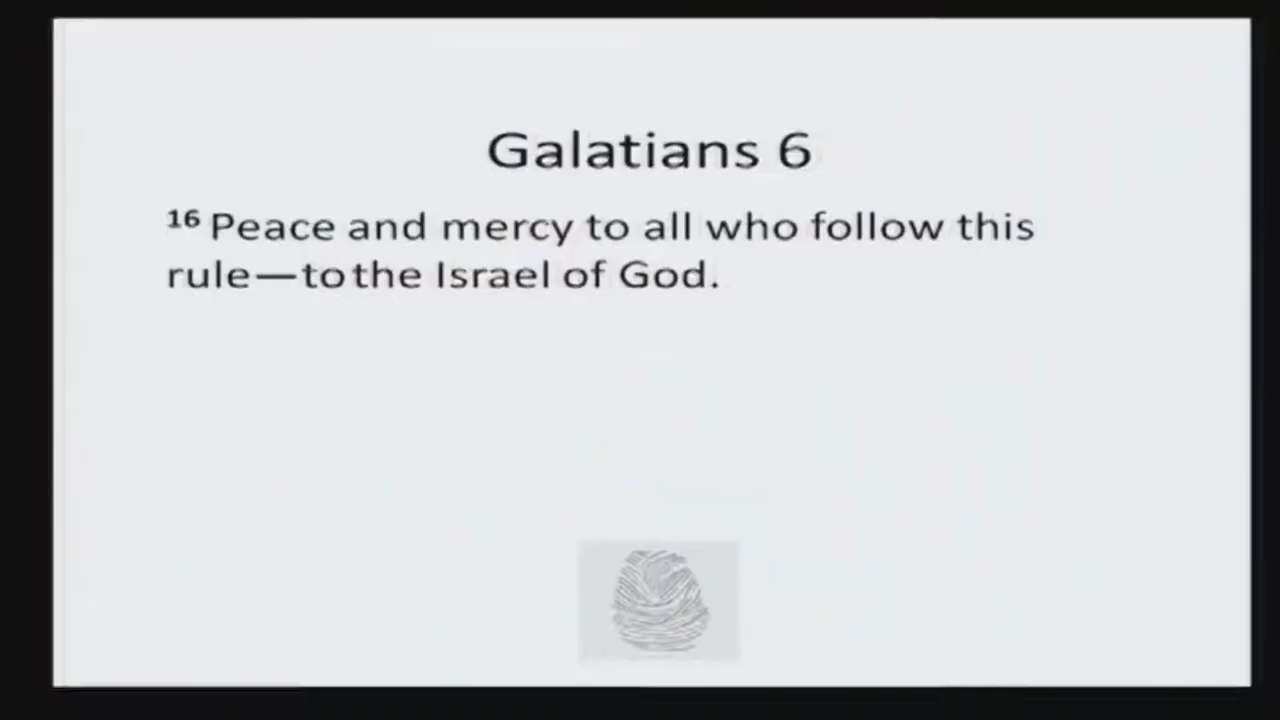 Galatians 6
16 Peace and mercy to all who follow this
rule—to the Israel of God.